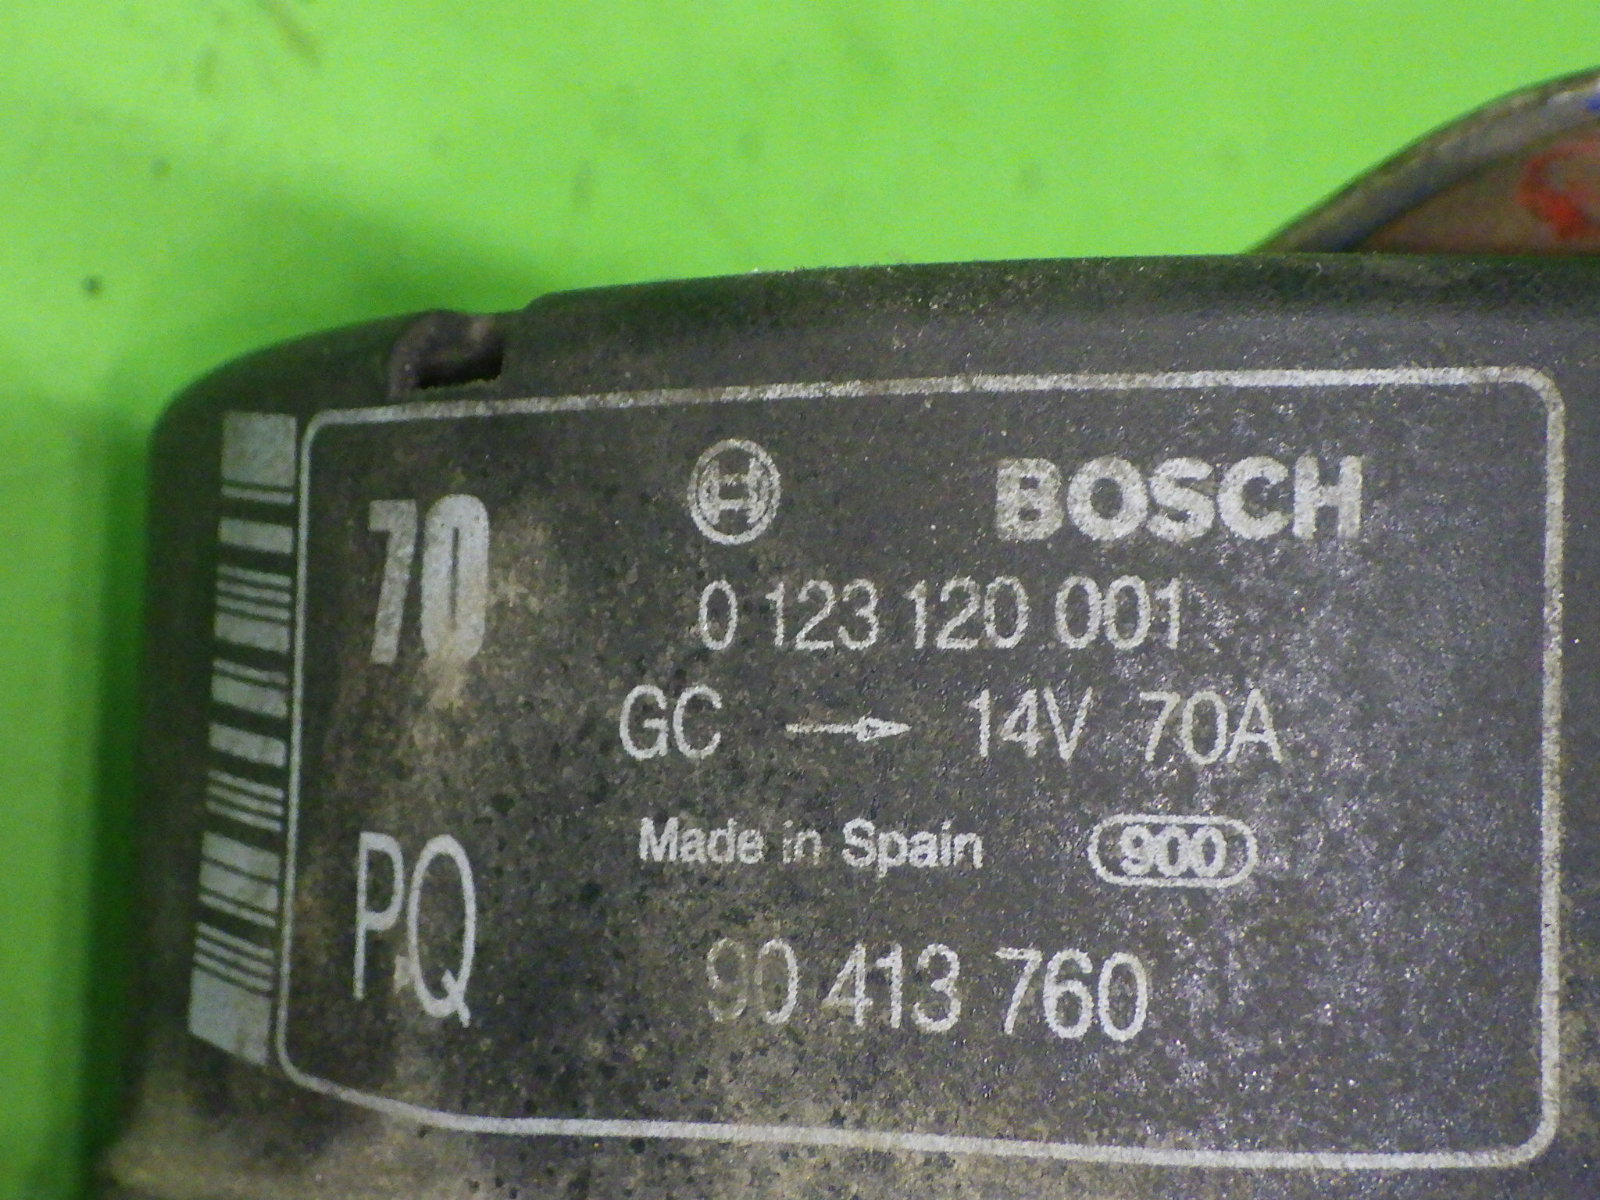 70 BOSCH
0 123 120 001
GC → 14V 70A
Made in Spain 900
PQ 90 413 760